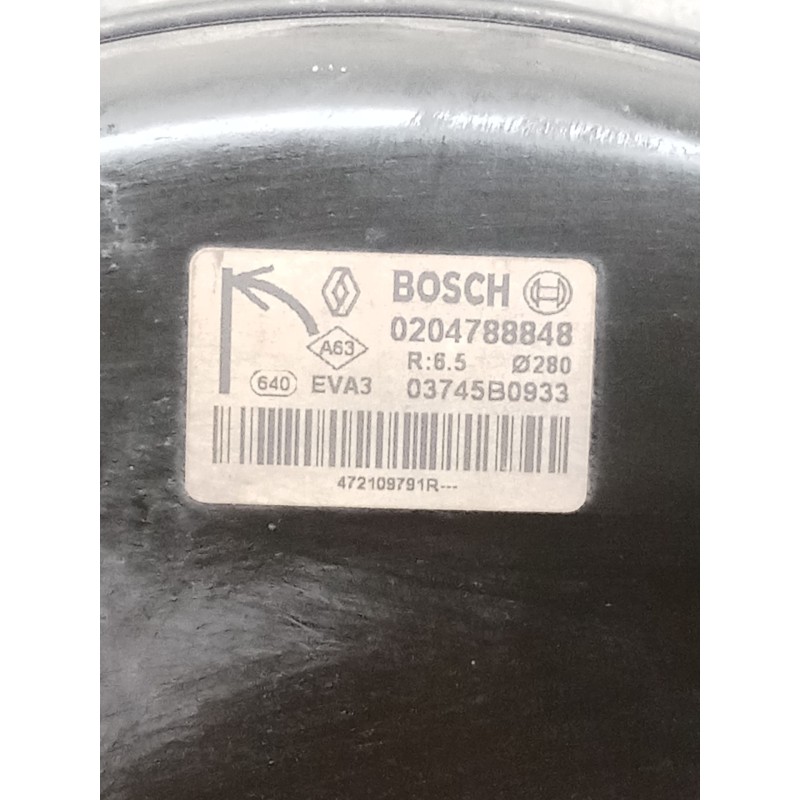 BOSCH
0204788848
A63
R:6.5 Ø280
640 EVA3 03745B0933
472109791R---